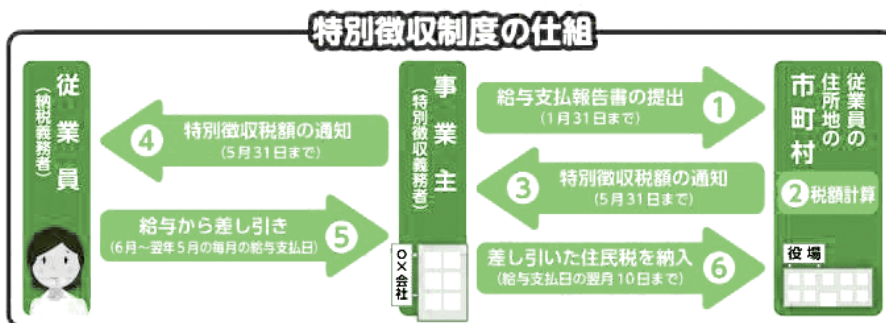 特別徴収制度の仕組
従業員
(納税義務者)
④
特別徴収税額の通知
(5月31日まで)
給与から差し引き
(6月~翌年5月の毎月の給与支払日)
⑤
事業主
(特別徴収義務者)
○×会社
給与支払報告書の提出
(1月31日まで)
①
③
特別徴収税額の通知
(5月31日まで)
差し引いた住民税を納入
(給与支払日の翌月10日まで)
⑥
従業員の
住所地の
市町村
②税額計算
役場